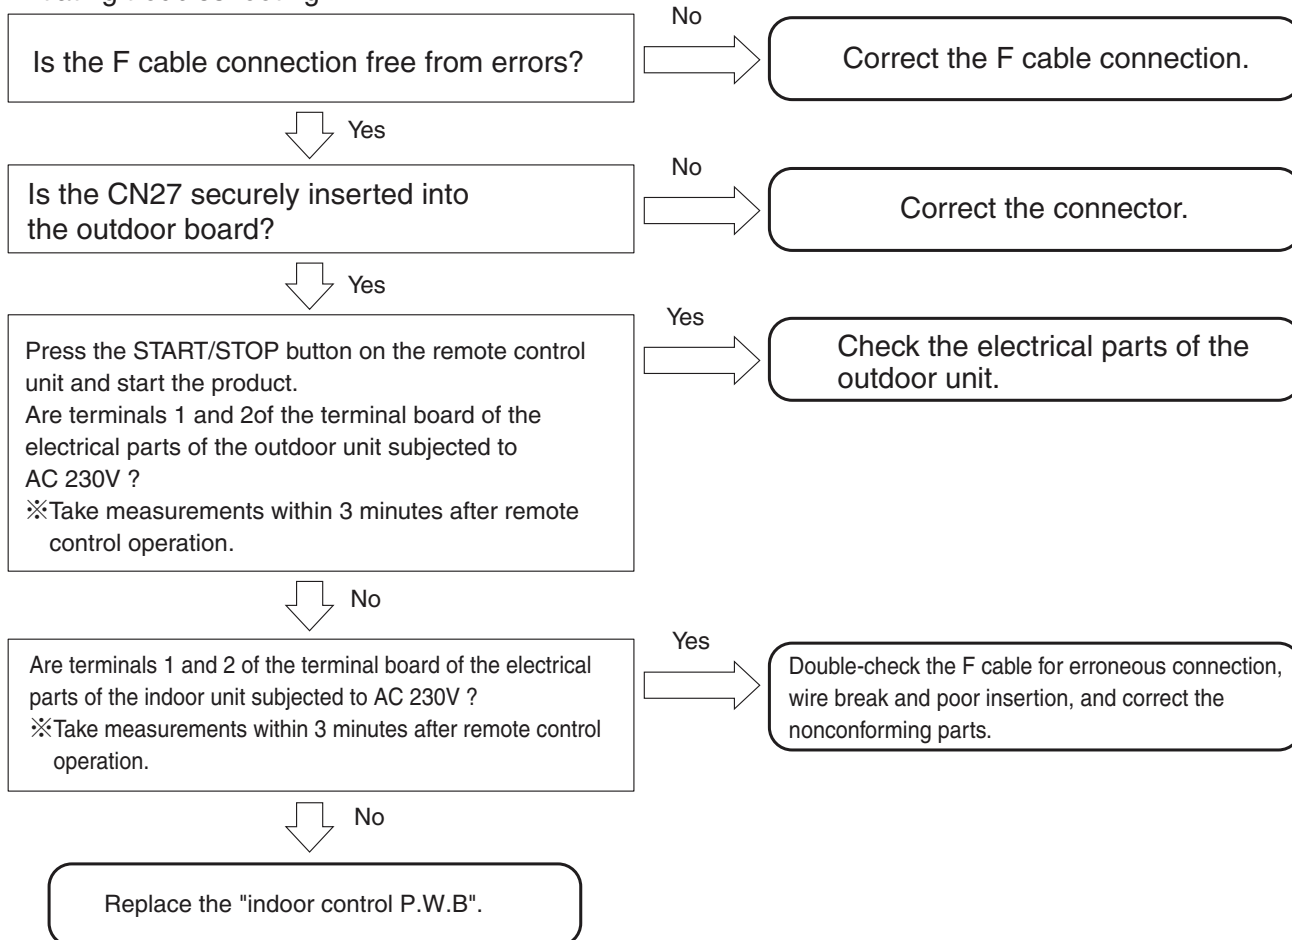 No
Is the F cable connection free from errors?
Correct the F cable connection.
Yes
Is the CN27 securely inserted into
the outdoor board?
No
Correct the connector.
Yes
Press the START/STOP button on the remote control
unit and start the product.
Are terminals 1 and 2of the terminal board of the
electrical parts of the outdoor unit subjected to
AC 230V ?
※Take measurements within 3 minutes after remote
control operation.
Yes
Check the electrical parts of the
outdoor unit.
No
Are terminals 1 and 2 of the terminal board of the electrical
parts of the indoor unit subjected to AC 230V ?
※Take measurements within 3 minutes after remote control
operation.
Yes
Double-check the F cable for erroneous connection,
wire break and poor insertion, and correct the
nonconforming parts.
No
Replace the "indoor control P.W.B".